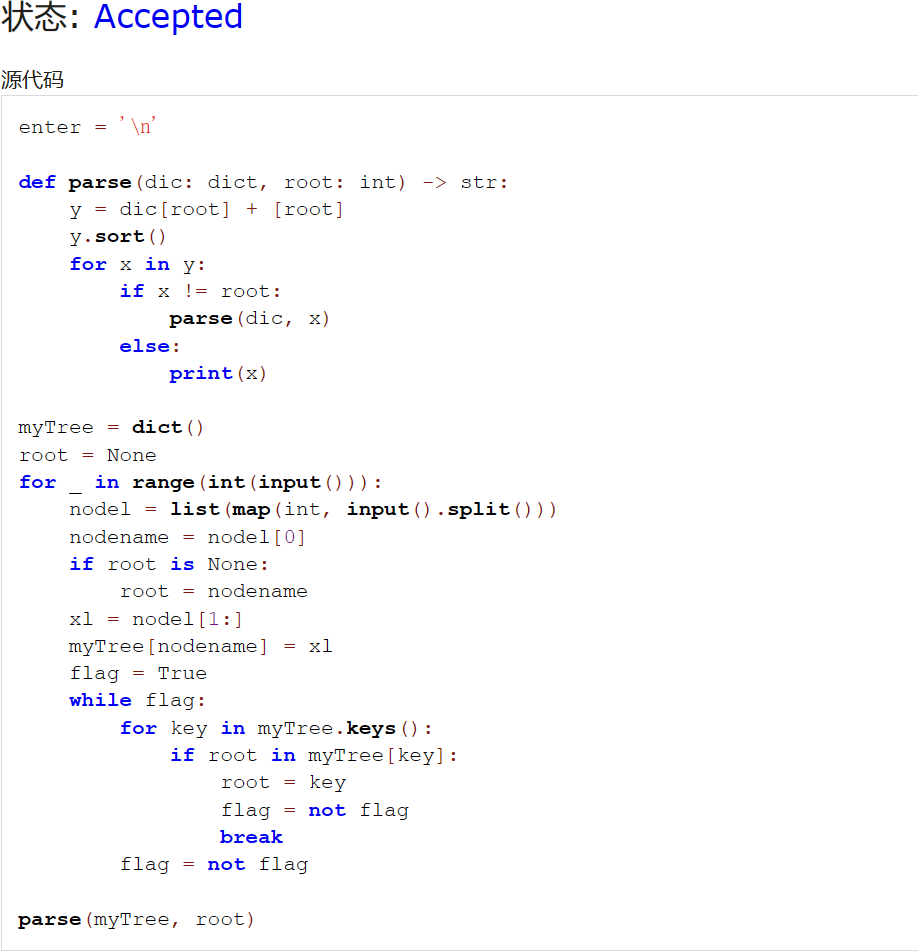 状态: Accepted
源代码
enter = '\n'
def parse(dic: dict, root: int) -> str:
    y = dic[root] + [root]
    y.sort()
    for x in y:
        if x != root:
            parse(dic, x)
        else:
            print(x)
myTree = dict()
root = None
for _ in range(int(input())):
    nodel = list(map(int, input().split()))
    nodename = nodel[0]
    if root is None:
        root = nodename
    xl = nodel[1:]
    myTree[nodename] = xl
    flag = True
    while flag:
        for key in myTree.keys():
            if root in myTree[key]:
                root = key
                flag = not flag
                break
        flag = not flag
parse(myTree, root)